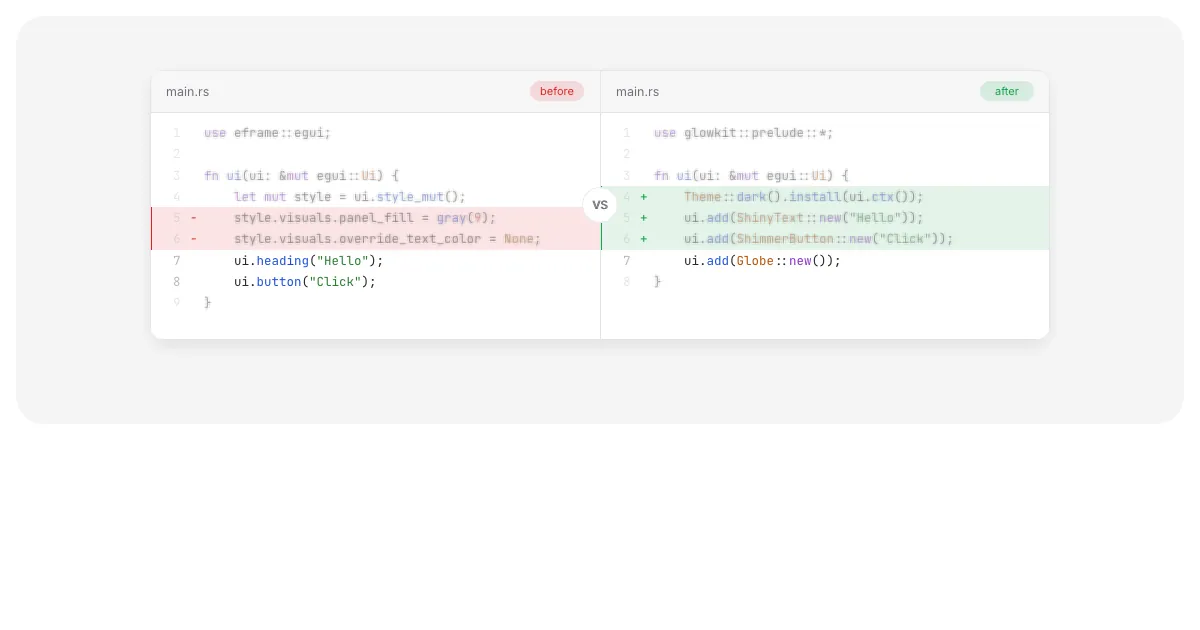 main.rs before
1 use eframe::egui;
2
3 fn ui(ui: &mut egui::Ui) {
4 let mut style = ui.style_mut();
5 - style.visuals.panel_fill = gray(9);
6 - style.visuals.override_text_color = None;
7 ui.heading("Hello");
8 ui.button("Click");
9 }
VS
main.rs after
1 use glowkit::prelude::*;
2
3 fn ui(ui: &mut egui::Ui) {
4 + Theme::dark().install(ui.ctx());
5 + ui.add(ShinyText::new("Hello"));
6 + ui.add(ShimmerButton::new("Click"));
7 ui.add(Globe::new());
8 }